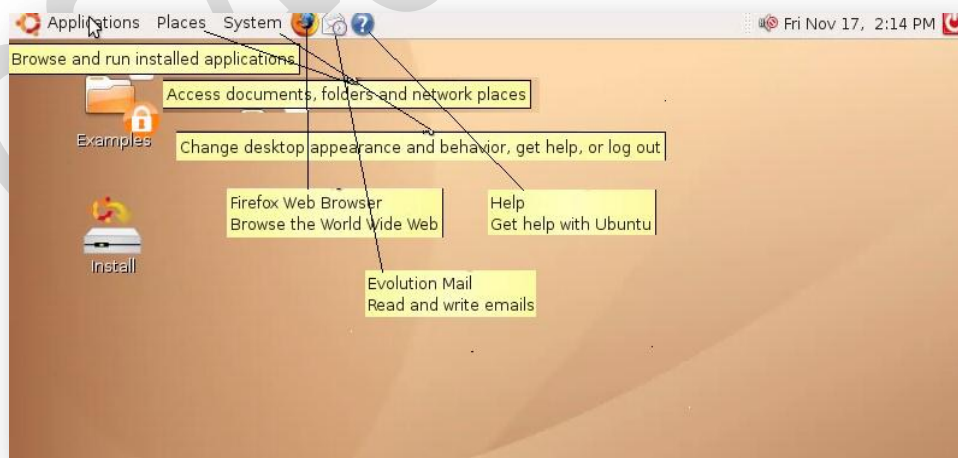 Applications Places System Fri Nov 17, 2:14 PM
Browse and run installed applications
Access documents, folders and network places
Examples
Change desktop appearance and behavior, get help, or log out
Firefox Web Browser
Browse the World Wide Web
Help
Get help with Ubuntu
Install
Evolution Mail
Read and write emails